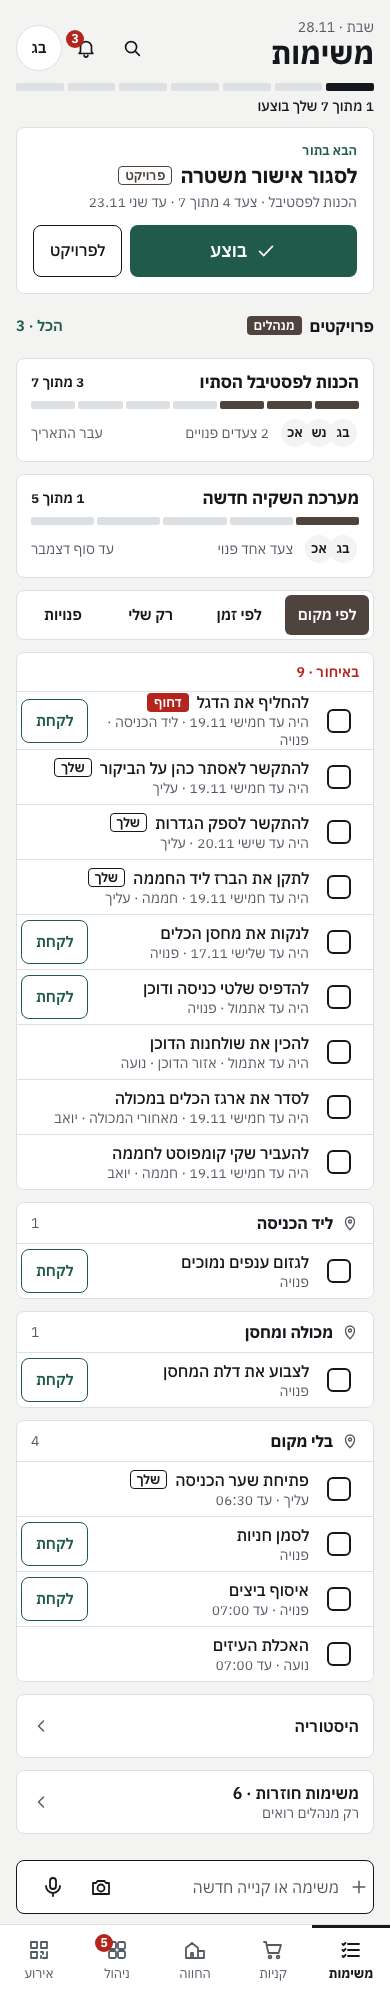 שבת · 28.11
משימות
3
בג
1 מתוך 7 שלך בוצעו
הבא בתור
לסגור אישור משטרה פרויקט
הכנות לפסטיבל · צעד 4 מתוך 7 · עד שני 23.11
בוצע
לפרויקט
פרויקטים מנהלים
הכל · 3
הכנות לפסטיבל הסתיו
3 מתוך 7
בג נש אכ 2 צעדים פנויים
עבר התאריך
מערכת השקיה חדשה
1 מתוך 5
בג אכ צעד אחד פנוי
עד סוף דצמבר
לפי מקום
לפי זמן
רק שלי
פנויות
באיחור · 9
להחליף את הדגל דחוף
היה עד חמישי 19.11 · ליד הכניסה ·
פנויה
לקחת
להתקשר לאסתר כהן על הביקור שלך
היה עד חמישי 19.11 · עליך
להתקשר לספק הגדרות שלך
היה עד שישי 20.11 · עליך
לתקן את הברז ליד החממה שלך
היה עד חמישי 19.11 · חממה · עליך
לנקות את מחסן הכלים
היה עד שלישי 17.11 · פנויה
לקחת
להדפיס שלטי כניסה ודוכן
היה עד אתמול · פנויה
לקחת
להכין את שולחנות הדוכן
היה עד אתמול · אזור הדוכן · נועה
לסדר את ארגז הכלים במכולה
היה עד חמישי 19.11 · מאחורי המכולה · יואב
להעביר שקי קומפוסט לחממה
היה עד חמישי 19.11 · חממה · יואב
ליד הכניסה
1
לגזום ענפים נמוכים
פנויה
לקחת
מכולה ומחסן
1
לצבוע את דלת המחסן
פנויה
לקחת
בלי מקום
4
פתיחת שער הכניסה שלך
עליך · עד 06:30
לסמן חניות
פנויה
לקחת
איסוף ביצים
פנויה · עד 07:00
לקחת
האכלת העיזים
נועה · עד 07:00
היסטוריה
משימות חוזרות · 6
רק מנהלים רואים
משימה או קנייה חדשה
משימות
קניות
החווה
5
ניהול
אירוע